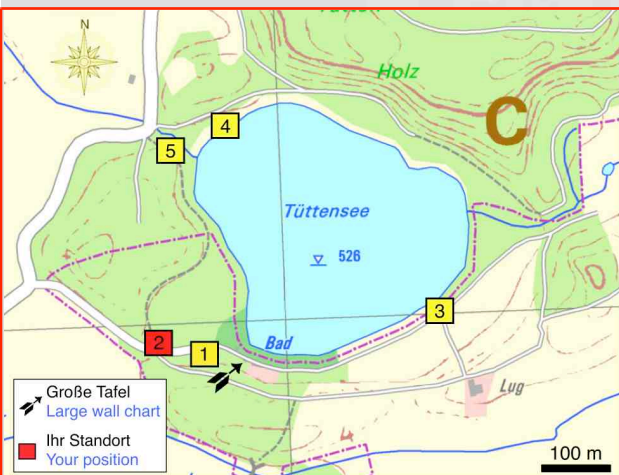 N
Holz
C
4
5
Tüttensee
526
3
2
1
Bad
Lug
Große Tafel
Large wall chart
Ihr Standort
Your position
100 m